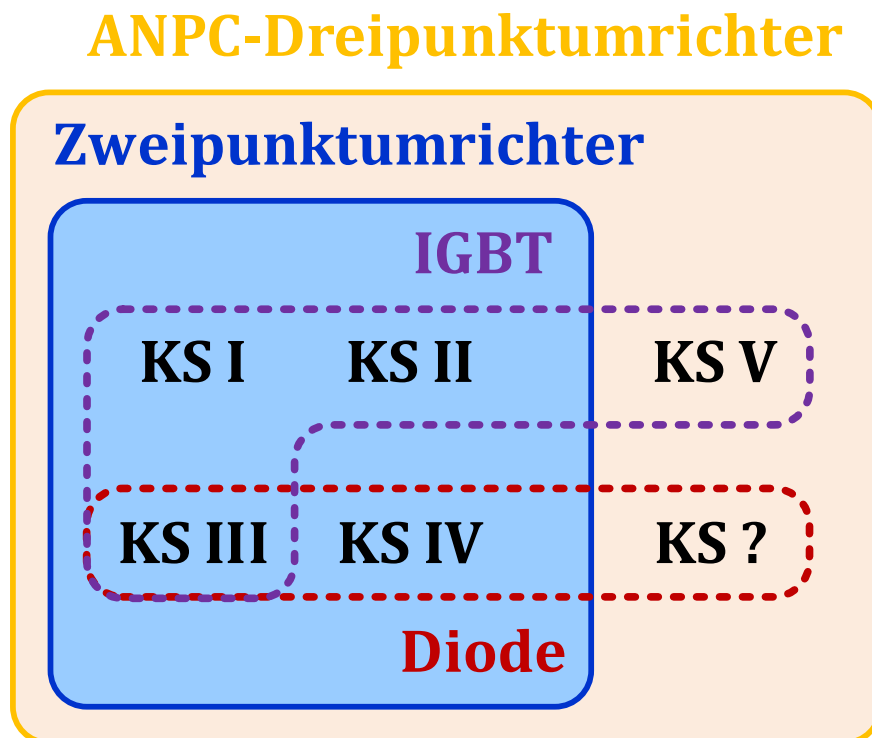 ANPC-Dreipunktumrichter
Zweipunktumrichter
IGBT
KS I KS II KS V
KS III KS IV KS ?
Diode